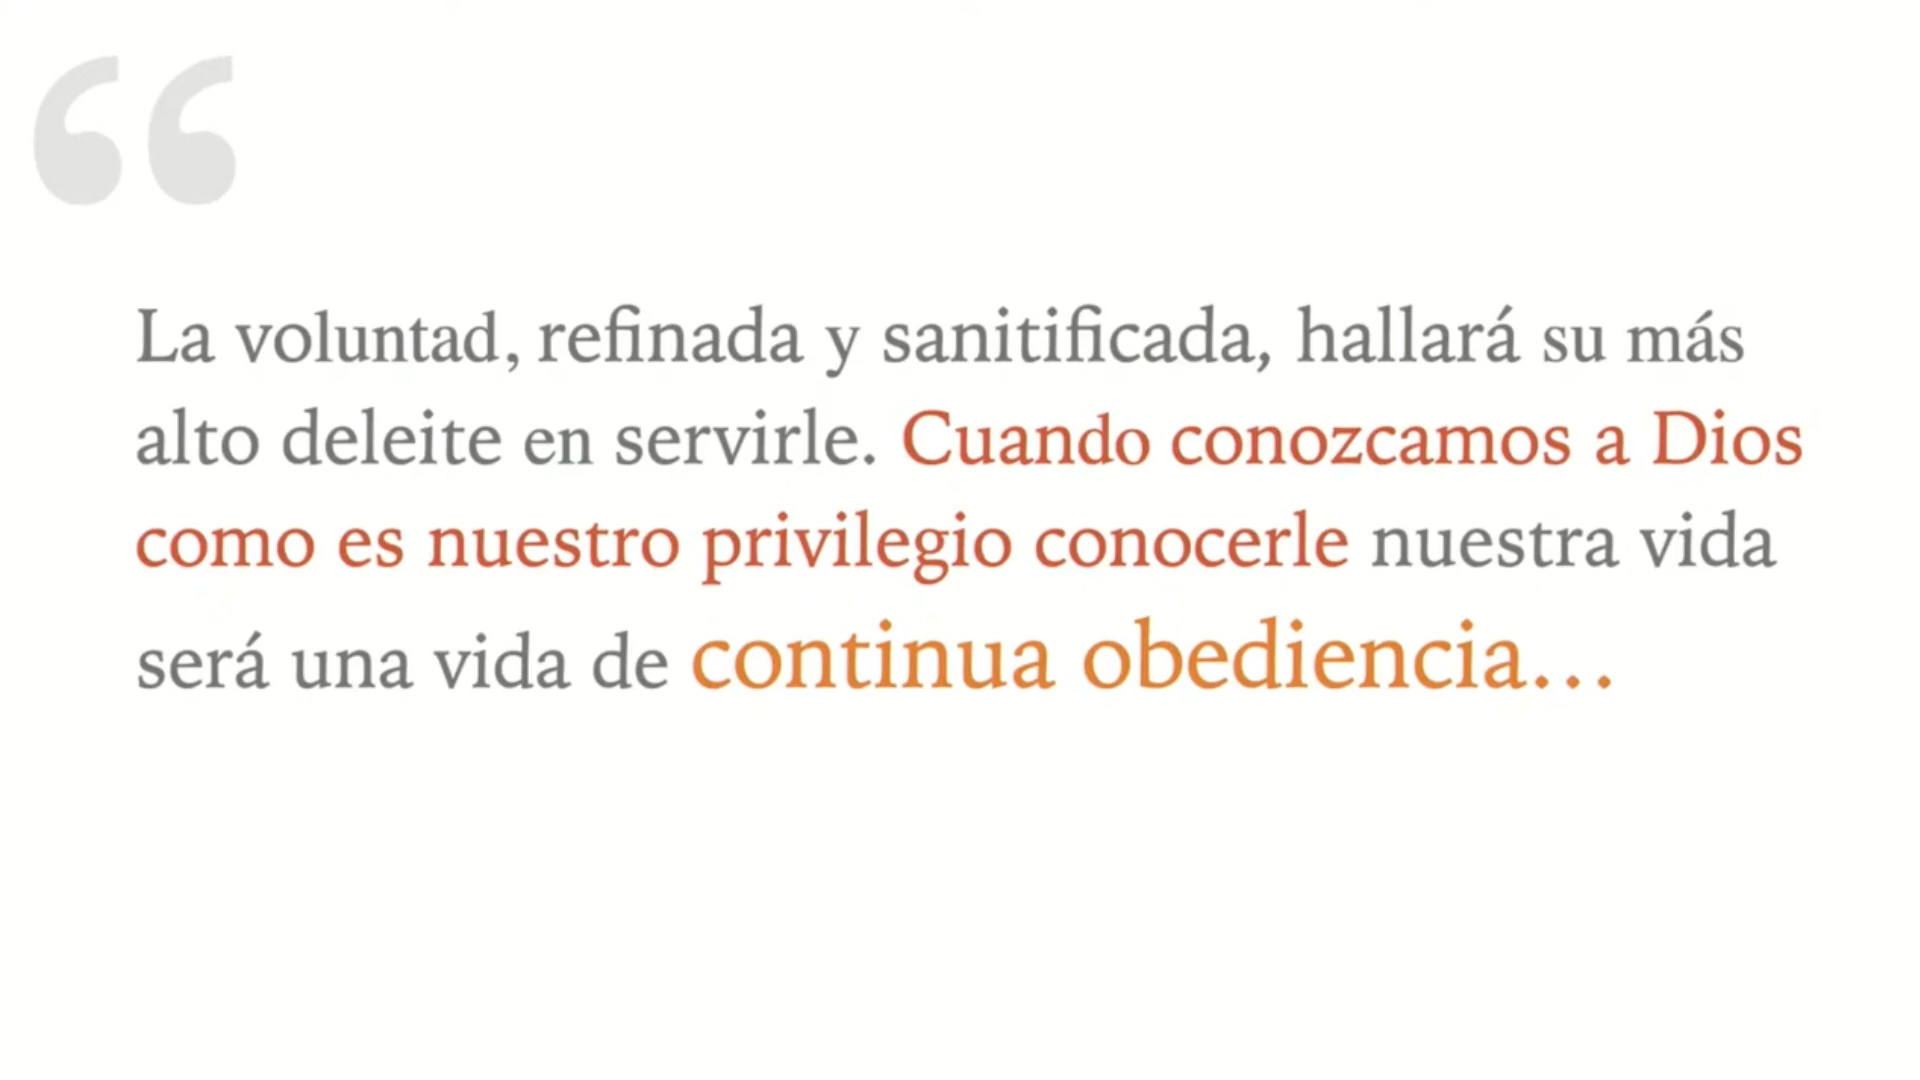 “
La voluntad, refinada y sanitificada, hallará su más
alto deleite en servirle. Cuando conozcamos a Dios
como es nuestro privilegio conocerle nuestra vida
será una vida de continua obediencia...